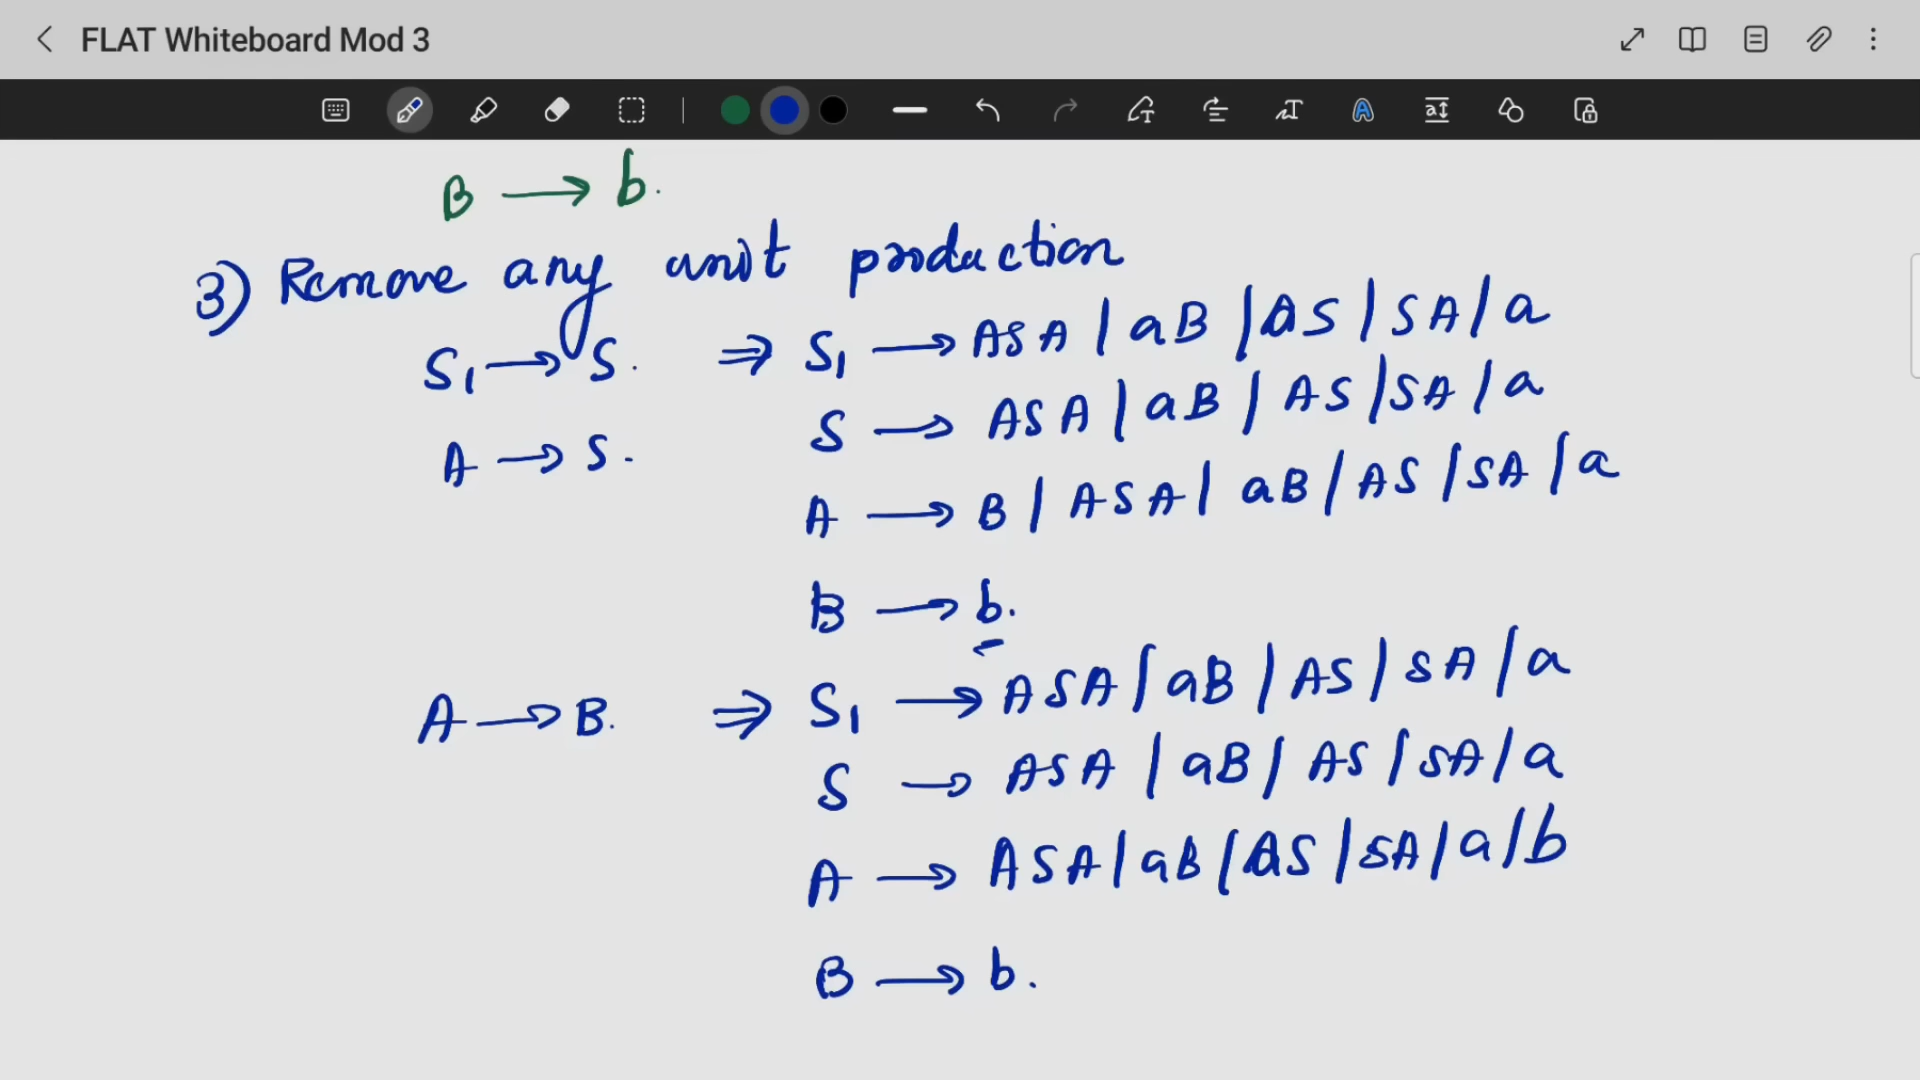 FLAT Whiteboard Mod 3
B → b.
3) Remove any unit production
S₁ → S. ⇒ S₁ → ASA | aB | AS | SA | a
S → ASA | aB | AS | SA | a
A → S.
A → B | ASA | aB | AS | SA | a
B → b.
A → B. ⇒ S₁ → ASA | aB | AS | SA | a
S → ASA | aB | AS | SA | a
A → ASA | aB | AS | SA | a | b
B → b.